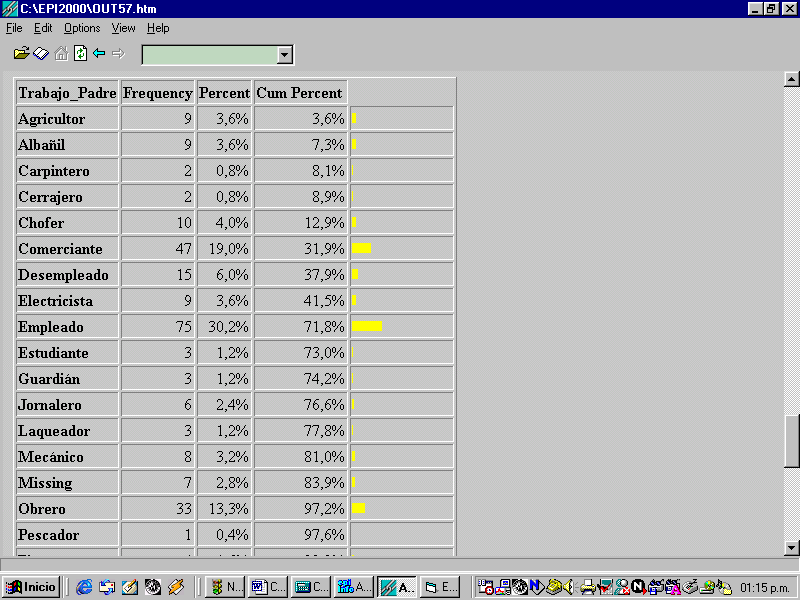 C:\EPI2000\OUT57.htm
File Edit Options View Help
Trabajo_Padre Frequency Percent Cum Percent
Agricultor 9 3,6% 3,6%
Albañil 9 3,6% 7,3%
Carpintero 2 0,8% 8,1%
Cerrajero 2 0,8% 8,9%
Chofer 10 4,0% 12,9%
Comerciante 47 19,0% 31,9%
Desempleado 15 6,0% 37,9%
Electricista 9 3,6% 41,5%
Empleado 75 30,2% 71,8%
Estudiante 3 1,2% 73,0%
Guardián 3 1,2% 74,2%
Jornalero 6 2,4% 76,6%
Laqueador 3 1,2% 77,8%
Mecánico 8 3,2% 81,0%
Missing 7 2,8% 83,9%
Obrero 33 13,3% 97,2%
Pescador 1 0,4% 97,6%
Inicio N... C... C... A... A.. E... 01:15 p.m.